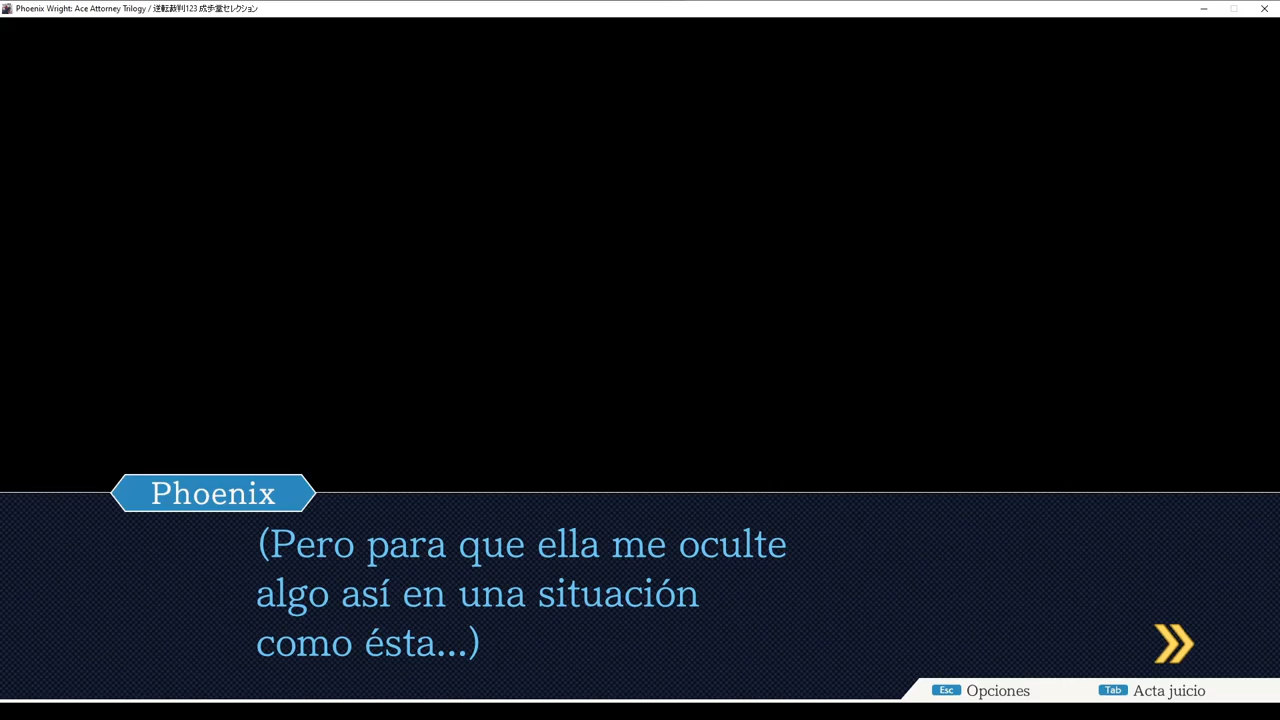 Phoenix Wright: Ace Attorney Trilogy / 逆転裁判123 成歩堂セレクション
Phoenix
(Pero para que ella me oculte
algo así en una situación
como ésta...)
Esc Opciones Tab Acta juicio